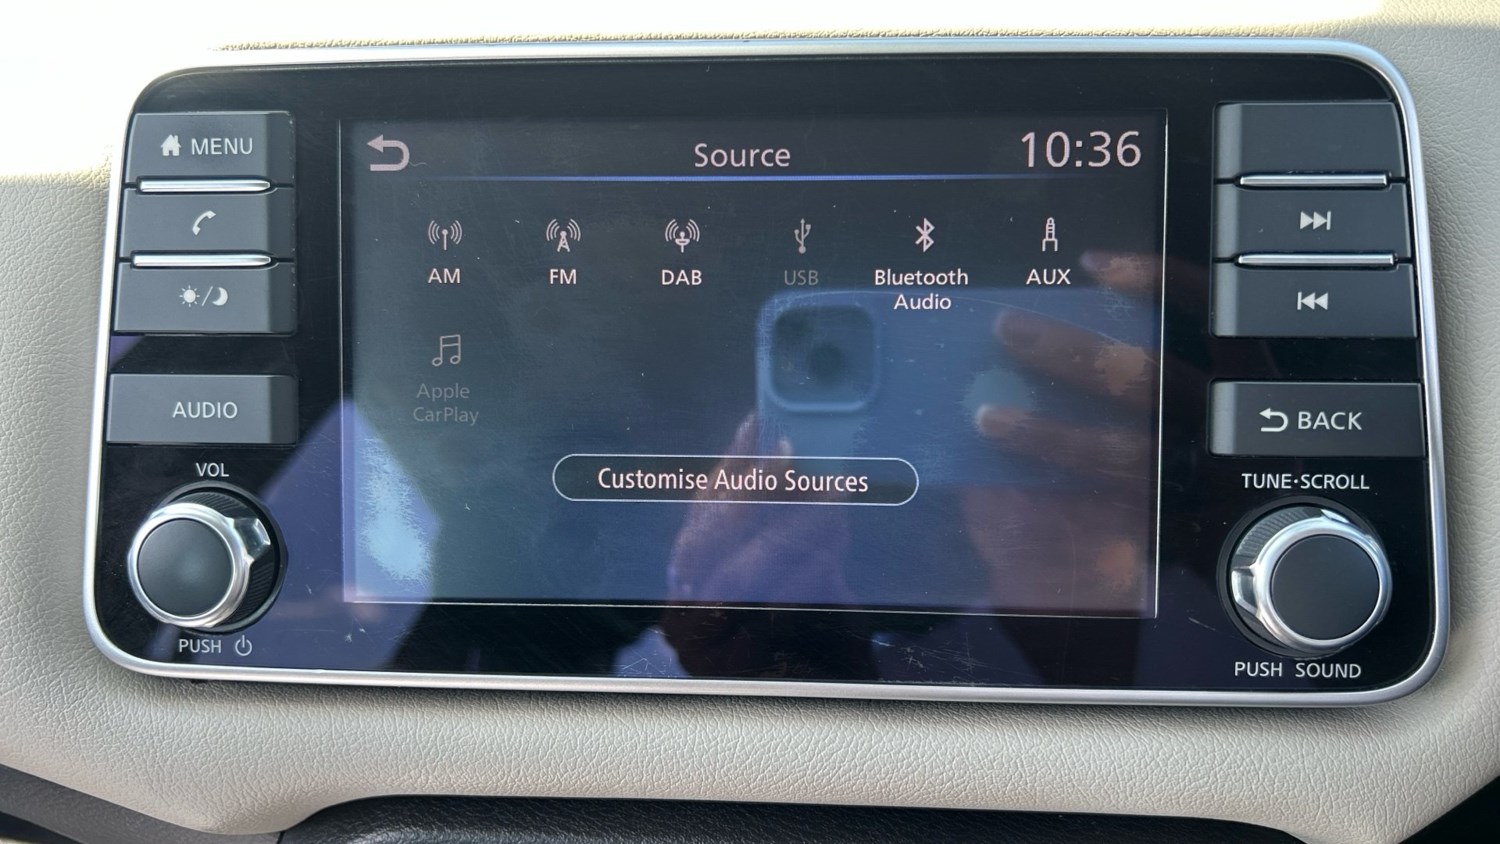 MENU
Source
10:36
AM
FM
DAB
USB
Bluetooth
Audio
AUX
Apple
CarPlay
AUDIO
BACK
VOL
Customise Audio Sources
TUNE·SCROLL
PUSH
PUSH SOUND